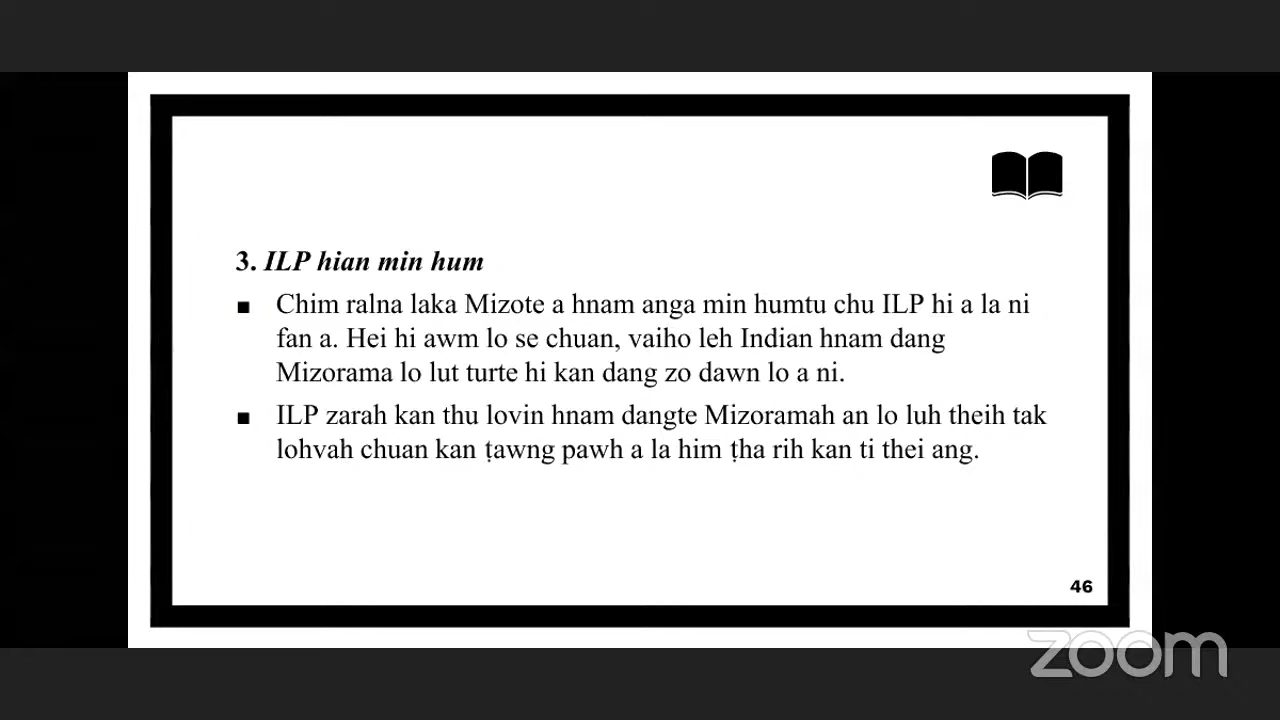 3. ILP hian min hum
▪ Chim ralna laka Mizote a hnam anga min humtu chu ILP hi a la ni
fan a. Hei hi awm lo se chuan, vaiho leh Indian hnam dang
Mizorama lo lut turte hi kan dang zo dawn lo a ni.
▪ ILP zarah kan thu lovin hnam dangte Mizoramah an lo luh theih tak
lohvah chuan kan ṭawng pawh a la him ṭha rih kan ti thei ang.
46
zoom